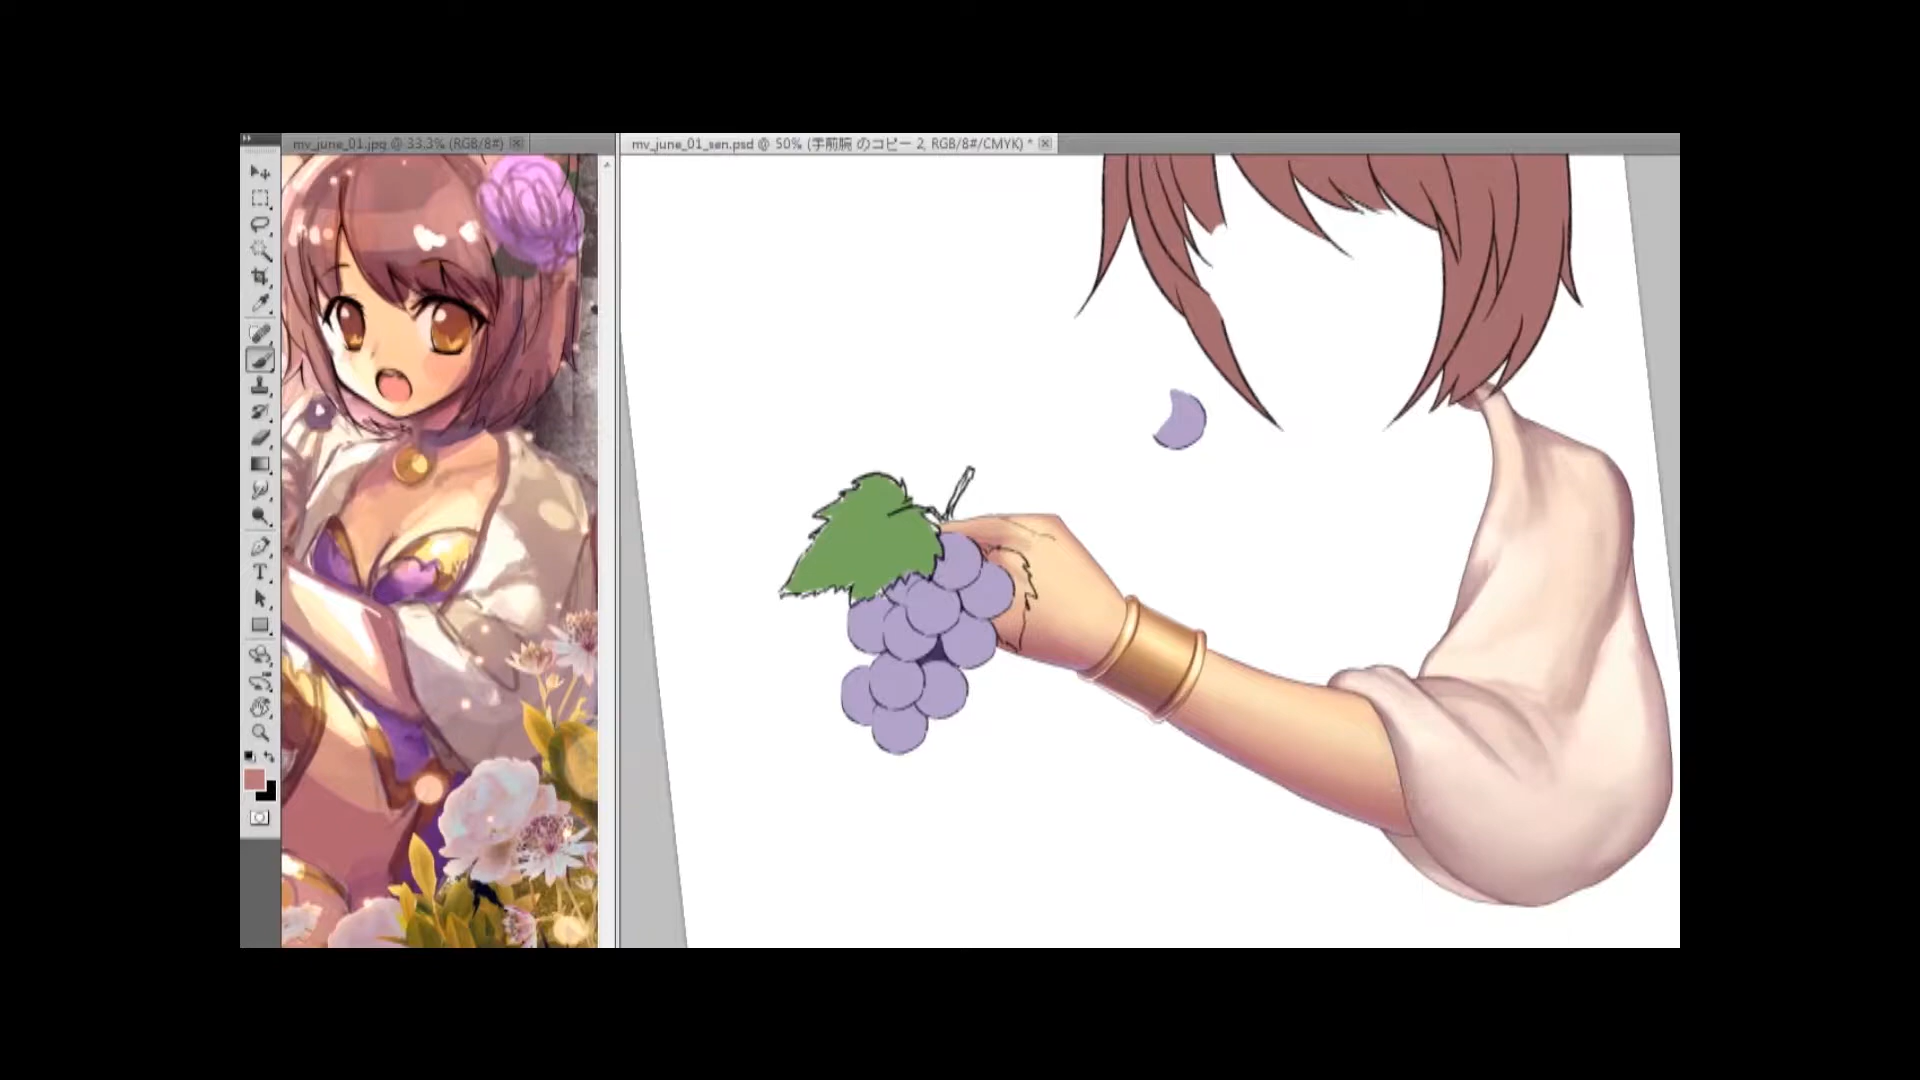 mv_june_01.jpg @ 33.3% (RGB/8#)
mv_june_01_sen.psd @ 50% (手前腕 のコピー 2, RGB/8#/CMYK) *
T